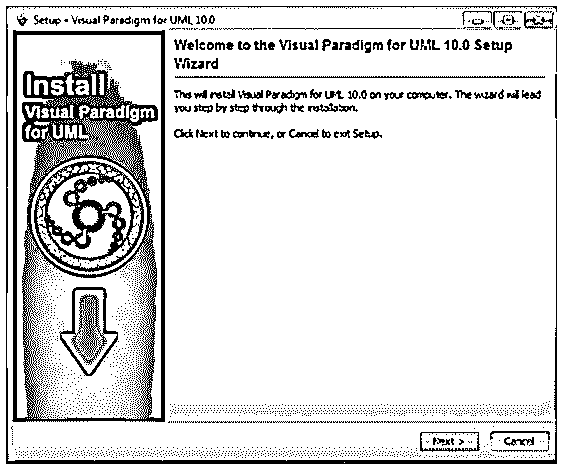 Setup - Visual Paradigm for UML 10.0
Install
Visual Paradigm
for UML
Welcome to the Visual Paradigm for UML 10.0 Setup
Wizard
This will install Visual Paradigm for UML 10.0 on your computer. The wizard will lead
you step by step through the installation.
Click Next to continue, or Cancel to exit Setup.
Next >
Cancel